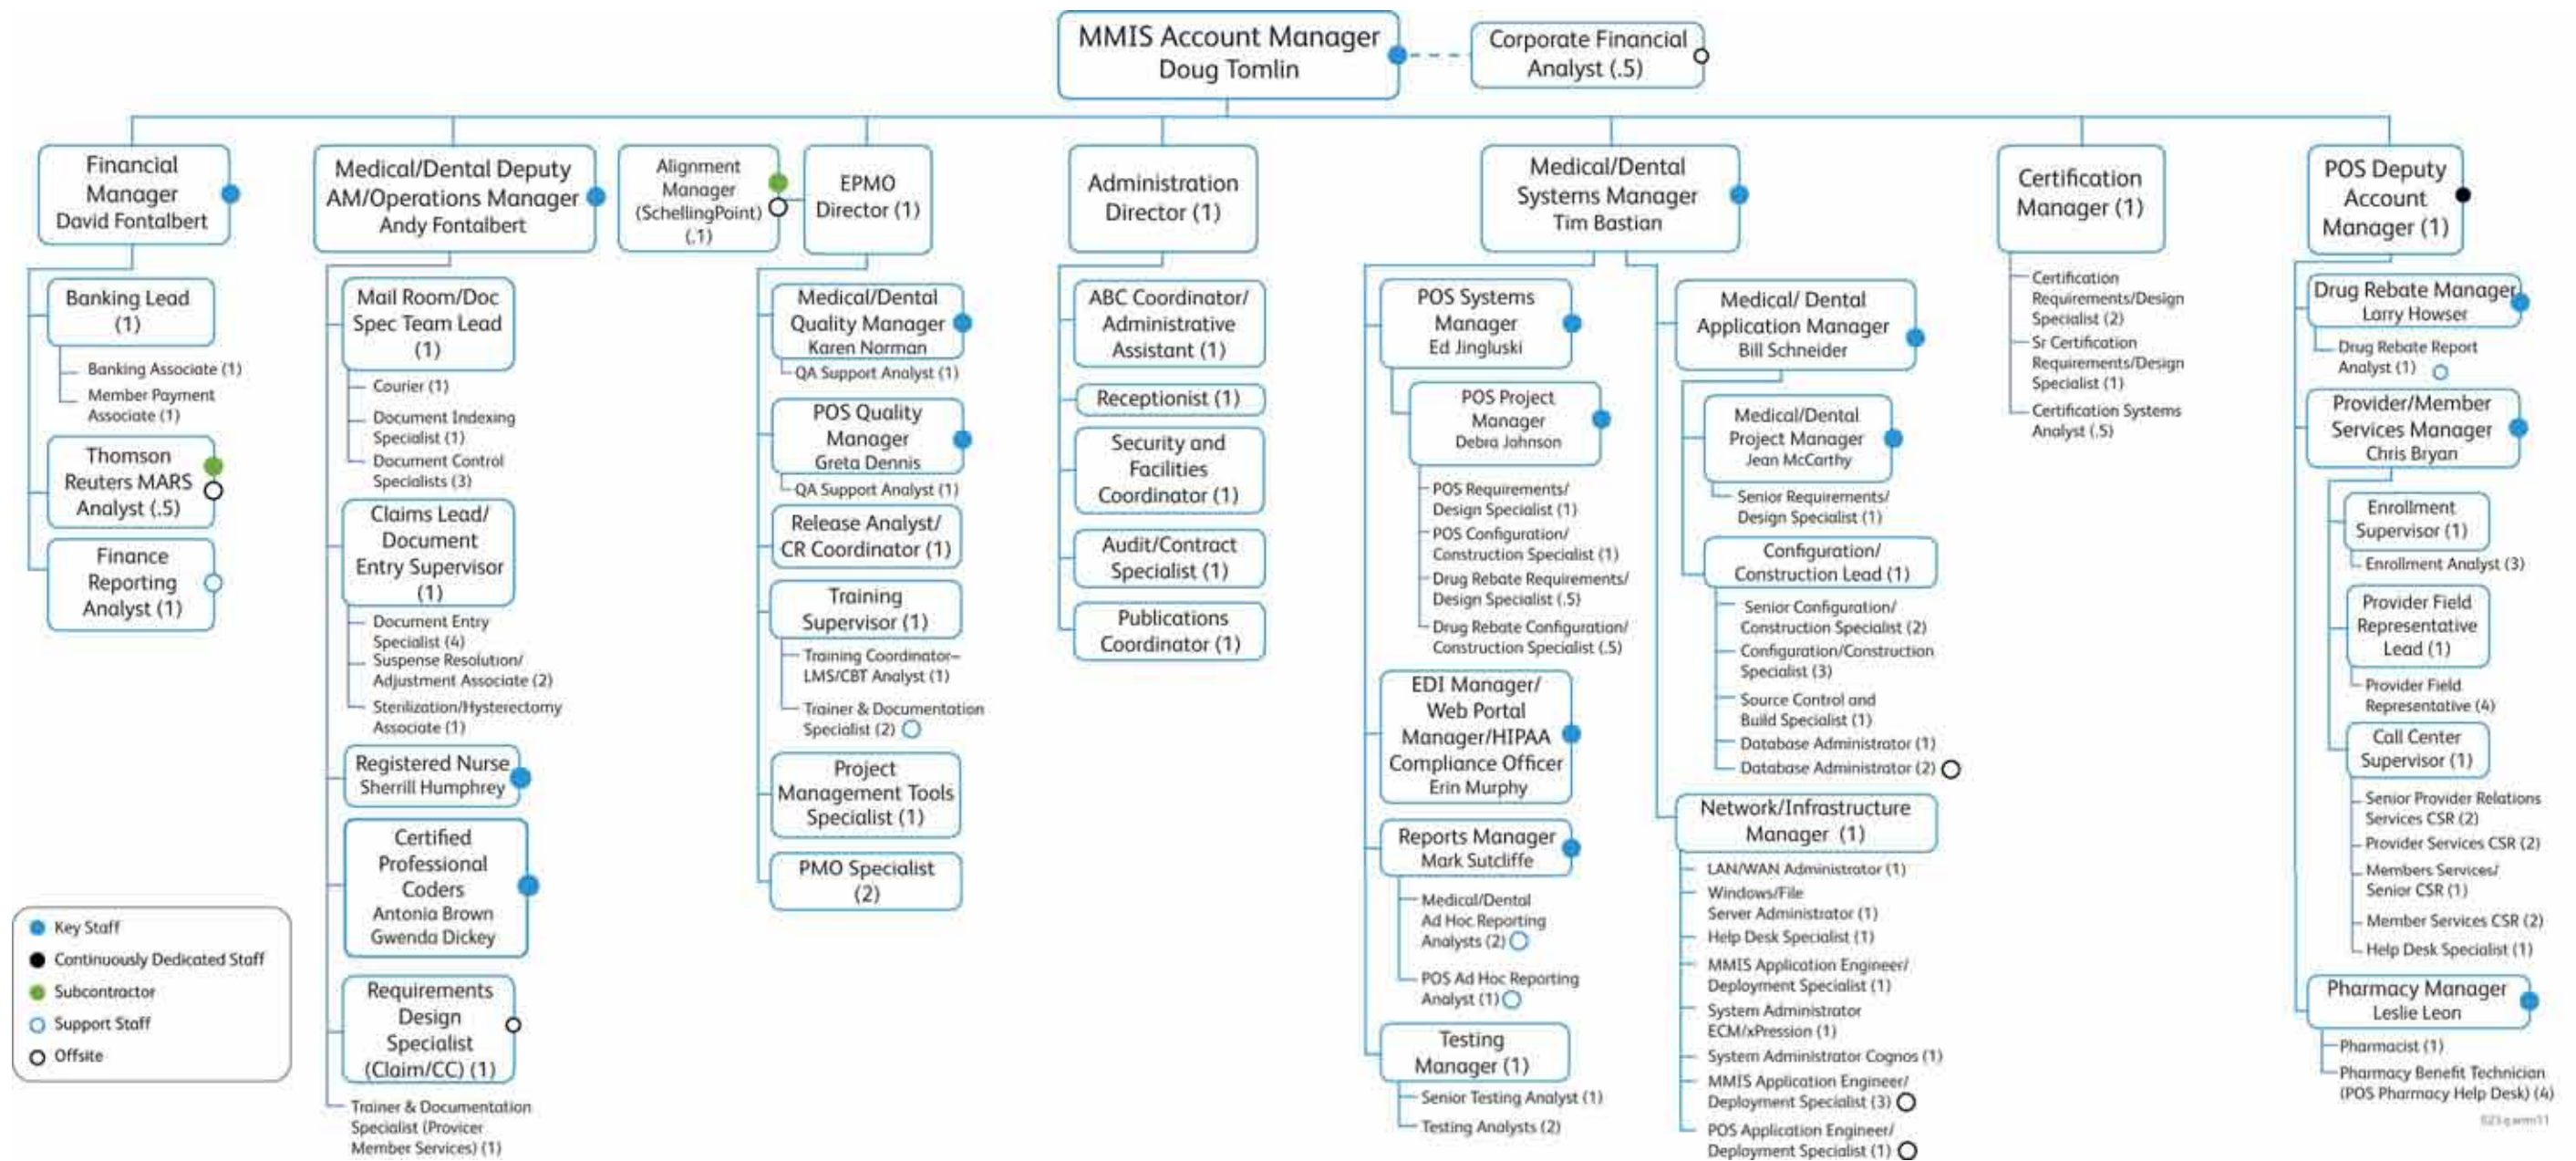 MMIS Account Manager
Doug Tomlin
Corporate Financial
Analyst (.5)
Financial
Manager
David Fontalbert
Banking Lead
(1)
Banking Associate (1)
Member Payment
Associate (1)
Thomson
Reuters MARS
Analyst (.5)
Finance
Reporting
Analyst (1)
Medical/Dental Deputy
AM/Operations Manager
Andy Fontalbert
Mail Room/Doc
Spec Team Lead
(1)
Courier (1)
Document Indexing
Specialist (1)
Document Control
Specialists (3)
Claims Lead/
Document
Entry Supervisor
(1)
Document Entry
Specialist (4)
Suspense Resolution/
Adjustment Associate (2)
Sterilization/Hysterectomy
Associate (1)
Registered Nurse
Sherrill Humphrey
Certified
Professional
Coders
Antonia Brown
Gwenda Dickey
Requirements
Design
Specialist
(Claim/CC) (1)
Trainer & Documentation
Specialist (Provicer
Member Services) (1)
Alignment
Manager
(SchellingPoint)
(.1)
EPMO
Director (1)
Medical/Dental
Quality Manager
Karen Norman
QA Support Analyst (1)
POS Quality
Manager
Greta Dennis
QA Support Analyst (1)
Release Analyst/
CR Coordinator (1)
Training
Supervisor (1)
Training Coordinator–
LMS/CBT Analyst (1)
Trainer & Documentation
Specialist (2)
Project
Management Tools
Specialist (1)
PMO Specialist
(2)
Administration
Director (1)
ABC Coordinator/
Administrative
Assistant (1)
Receptionist (1)
Security and
Facilities
Coordinator (1)
Audit/Contract
Specialist (1)
Publications
Coordinator (1)
Medical/Dental
Systems Manager
Tim Bastian
POS Systems
Manager
Ed Jingluski
POS Project
Manager
Debra Johnson
POS Requirements/
Design Specialist (1)
POS Configuration/
Construction Specialist (1)
Drug Rebate Requirements/
Design Specialist (.5)
Drug Rebate Configuration/
Construction Specialist (.5)
EDI Manager/
Web Portal
Manager/HIPAA
Compliance Officer
Erin Murphy
Reports Manager
Mark Sutcliffe
Medical/Dental
Ad Hoc Reporting
Analysts (2)
POS Ad Hoc Reporting
Analyst (1)
Testing
Manager (1)
Senior Testing Analyst (1)
Testing Analysts (2)
Medical/ Dental
Application Manager
Bill Schneider
Medical/Dental
Project Manager
Jean McCarthy
Senior Requirements/
Design Specialist (1)
Configuration/
Construction Lead (1)
Senior Configuration/
Construction Specialist (2)
Configuration/Construction
Specialist (3)
Source Control and
Build Specialist (1)
Database Administrator (1)
Database Administrator (2)
Network/Infrastructure
Manager (1)
LAN/WAN Administrator (1)
Windows/File
Server Administrator (1)
Help Desk Specialist (1)
MMIS Application Engineer/
Deployment Specialist (1)
System Administrator
ECM/xPression (1)
System Administrator Cognos (1)
MMIS Application Engineer/
Deployment Specialist (3)
POS Application Engineer/
Deployment Specialist (1)
Certification
Manager (1)
Certification
Requirements/Design
Specialist (2)
Sr Certification
Requirements/Design
Specialist (1)
Certification Systems
Analyst (.5)
POS Deputy
Account
Manager (1)
Drug Rebate Manager
Larry Howser
Drug Rebate Report
Analyst (1)
Provider/Member
Services Manager
Chris Bryan
Enrollment
Supervisor (1)
Enrollment Analyst (3)
Provider Field
Representative
Lead (1)
Provider Field
Representative (4)
Call Center
Supervisor (1)
Senior Provider Relations
Services CSR (2)
Provider Services CSR (2)
Members Services/
Senior CSR (1)
Member Services CSR (2)
Help Desk Specialist (1)
Pharmacy Manager
Leslie Leon
Pharmacist (1)
Pharmacy Benefit Technician
(POS Pharmacy Help Desk) (4)
Key Staff
Continuously Dedicated Staff
Subcontractor
Support Staff
Offsite